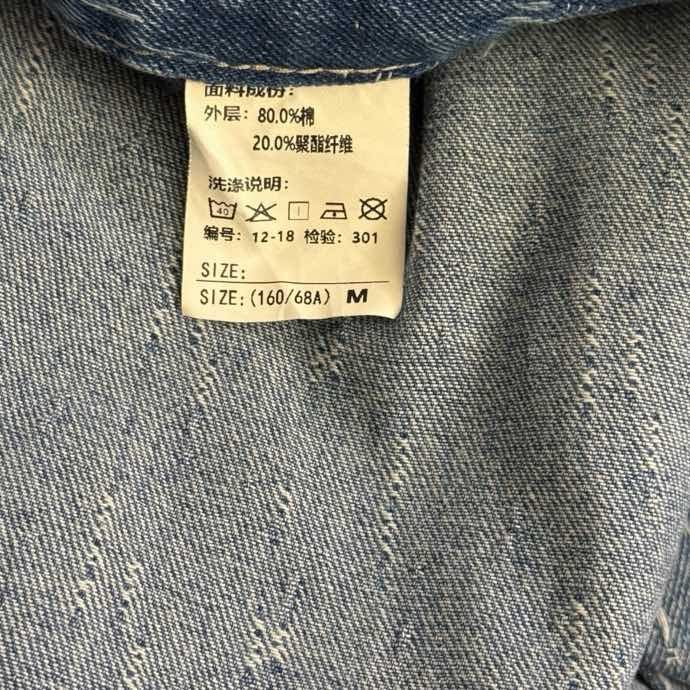 面料成份:
外层: 80.0%棉
20.0%聚酯纤维
洗涤说明:
40
编号: 12-18 检验: 301
SIZE:
SIZE: (160/68A) M